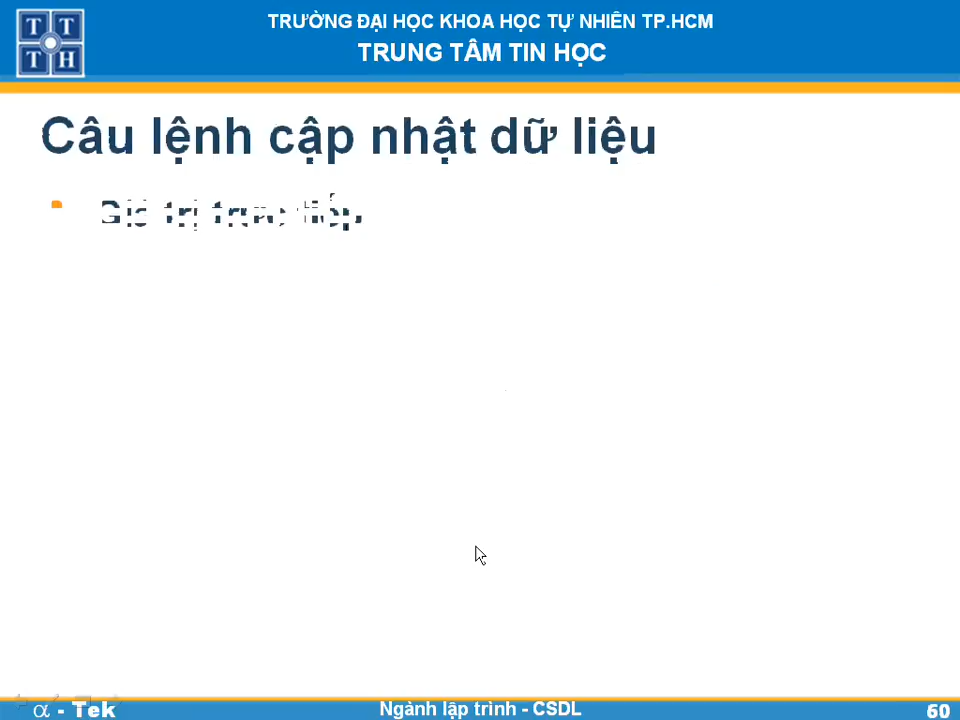 TRƯỜNG ĐẠI HỌC KHOA HỌC TỰ NHIÊN TP.HCM
TRUNG TÂM TIN HỌC
T T
T H
Câu lệnh cập nhật dữ liệu
α - Tek
Ngành lập trình - CSDL
60